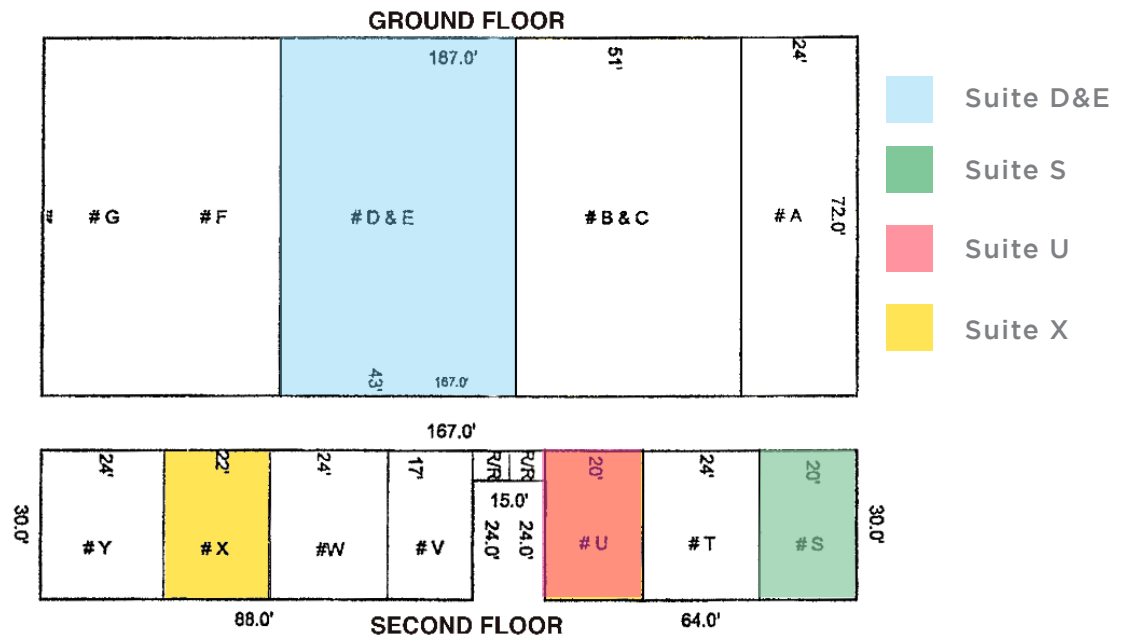 GROUND FLOOR
187.0'
51'
24'
# G
# F
# D & E
# B & C
# A
72.0'
43'
167.0'
Suite D&E
Suite S
Suite U
Suite X
167.0'
24'
22'
24'
17'
R/R
R/R
20'
24'
20'
30.0'
15.0'
24.0'
24.0'
30.0'
# Y
# X
#W
# V
# U
# T
# S
88.0'
64.0'
SECOND FLOOR